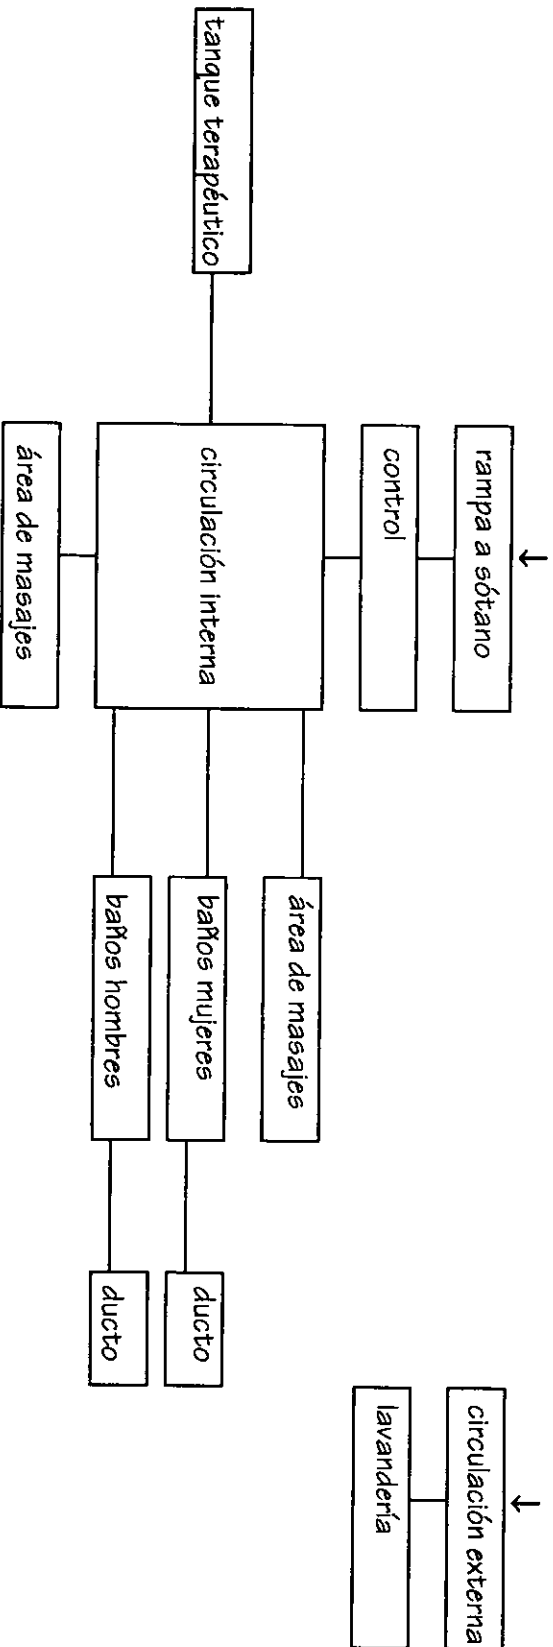 rampa a sótano
circulación externa
control
lavandería
tanque terapéutico
circulación interna
área de masajes
baños mujeres
ducto
baños hombres
ducto
área de masajes